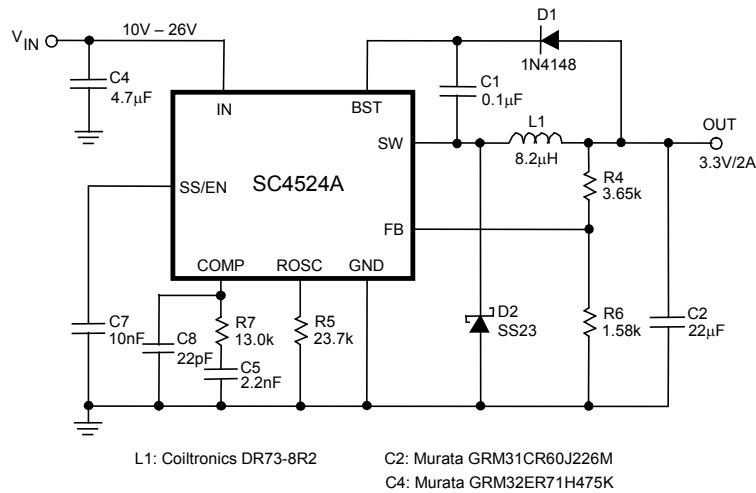 D1
V_IN
10V – 26V
1N4148
C4
4.7µF
C1
0.1µF
IN
BST
L1
OUT
SW
8.2µH
3.3V/2A
SS/EN
SC4524A
R4
3.65k
FB
COMP
ROSC
GND
C7
10nF
C8
22pF
R7
13.0k
R5
23.7k
C5
2.2nF
D2
SS23
R6
1.58k
C2
22µF
L1: Coiltronics DR73-8R2
C2: Murata GRM31CR60J226M
C4: Murata GRM32ER71H475K